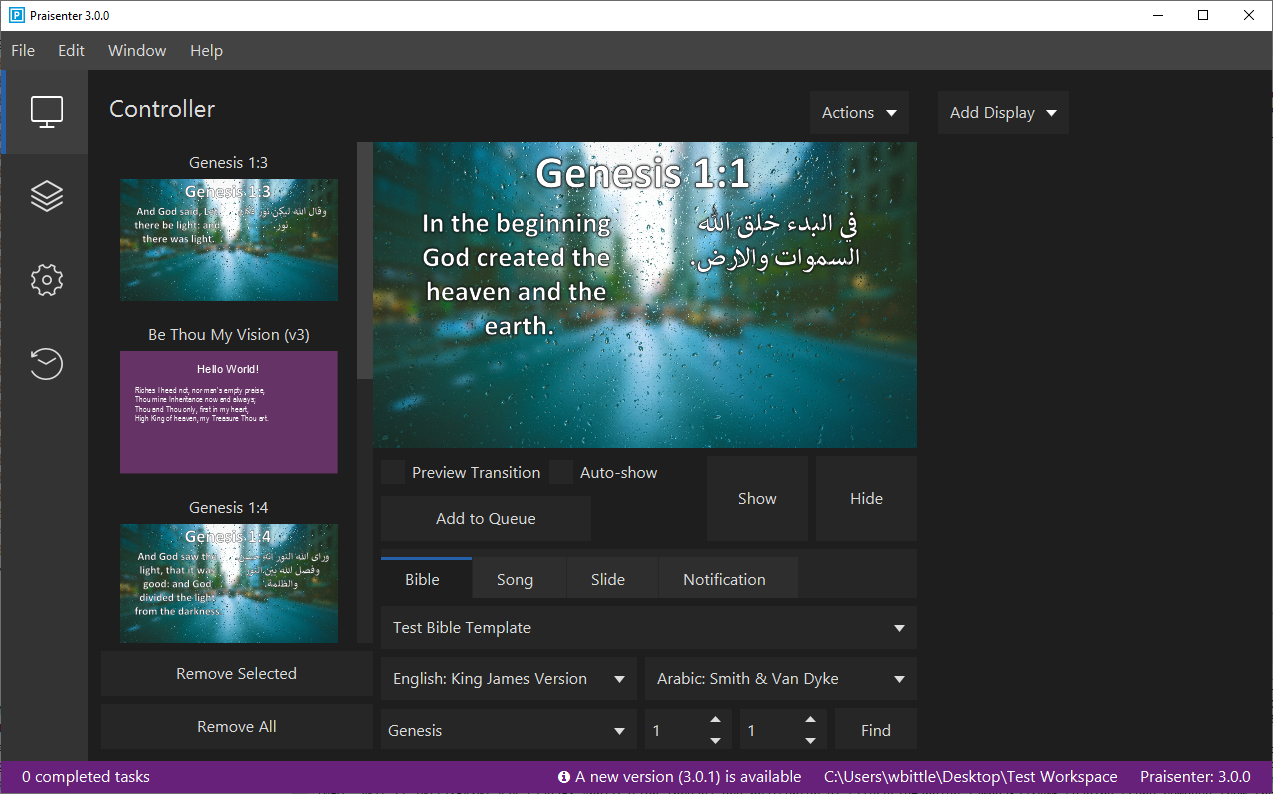 Praisenter 3.0.0
File Edit Window Help
Controller
Actions
Add Display
Genesis 1:3
Genesis 1:3
And God said, Let
there be light: and
there was light.
وقال الله ليكن نور
نور.
Be Thou My Vision (v3)
Hello World!
Riches I heed not, nor man's empty praise,
Thou mine Inheritance now and always;
Thou and Thou only, first in my heart,
High King of heaven, my Treasure Thou art.
Genesis 1:4
Genesis 1:4
And God saw the
light, that it was
good: and God
divided the light
from the darkness.
وراى الله النور انه حسن.
وفصل الله بين النور
والظلمة.
Remove Selected
Remove All
Genesis 1:1
In the beginning
God created the
heaven and the
earth.
في البدء خلق الله
السموات والارض.
Preview Transition Auto-show
Add to Queue
Show
Hide
Bible Song Slide Notification
Test Bible Template
English: King James Version
Arabic: Smith & Van Dyke
Genesis 1 1 Find
0 completed tasks
A new version (3.0.1) is available
C:\Users\wbittle\Desktop\Test Workspace
Praisenter: 3.0.0